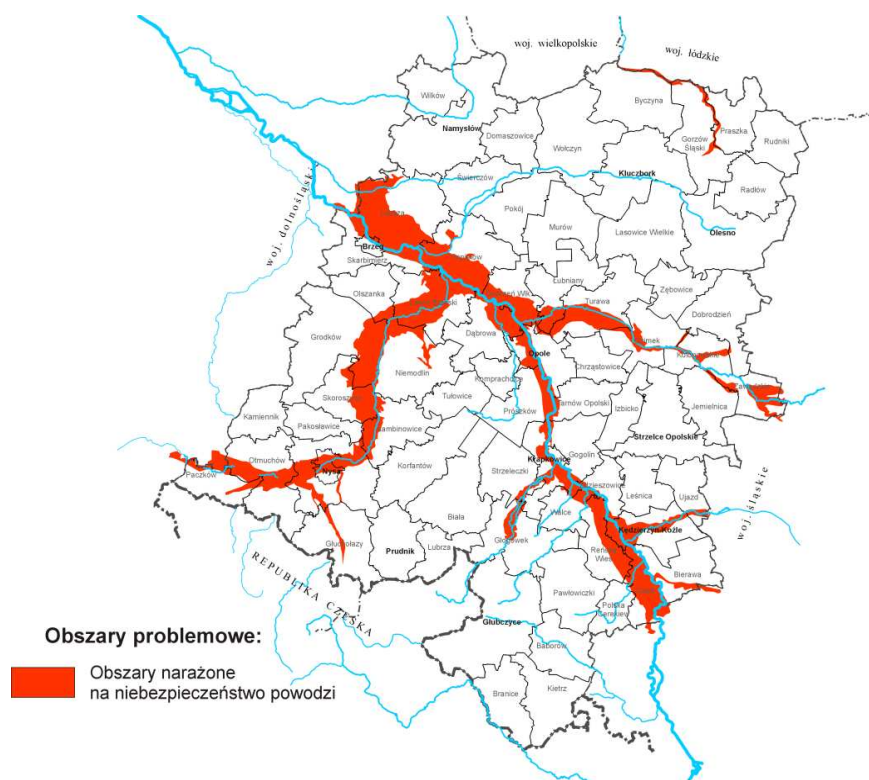 woj. wielkopolskie
woj. łódzkie
Wilków
Byczyna
Namysłów
Domaszowice
Praszka
Gorzów
Śląski
Rudniki
Wołczyn
Świerczów
Kluczbork
Radłów
woj. dolnośląskie
Pokój
Murów
Lasowice Wielkie
Olesno
Brzeg
Skarbimierz
Łubniany
Zębowice
Olszanka
Turawa
Dobrodzień
Grodków
Dąbrowa
Opole
Niemodlin
Chrząstowice
Komprachcice
Skoroszyce
Tułowice
Kamiennik
Prószków
Tarnów Opolski
Izbicko
Jemielnica
Pakosławice
Łambinowice
Strzelce Opolskie
Otmuchów
Korfantów
Krapkowice
Gogolin
Paczków
Nysa
Strzeleczki
Zdzieszowice
Leśnica
Ujazd
woj. śląskie
Biała
Walce
Kędzierzyn Koźle
Głuchołazy
Prudnik
Lubrza
Głogówek
Bierawa
REPUBLIKA CZESKA
Pawłowiczki
Polska
Cerekiew
Głubczyce
Obszary problemowe:
Baborów
Obszary narażone
na niebezpieczeństwo powodzi
Branice
Kietrz